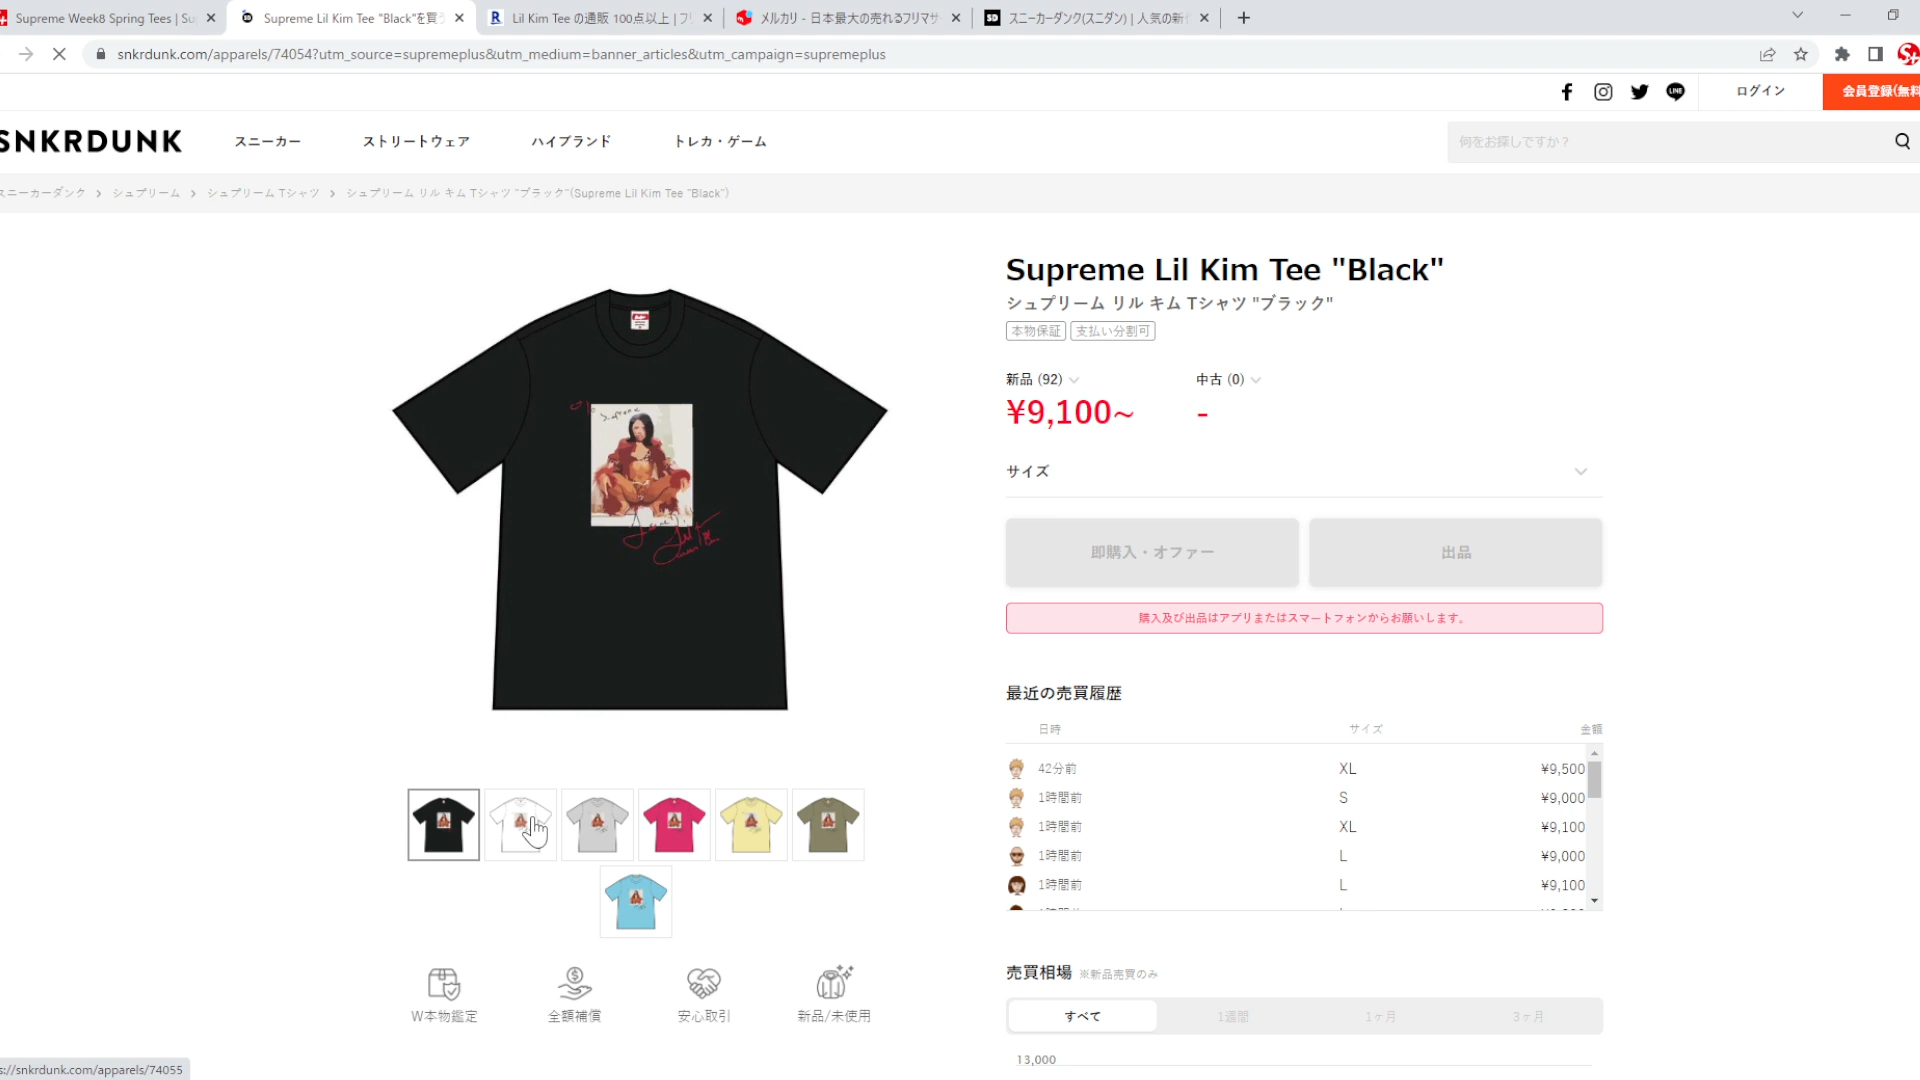 Supreme Week8 Spring Tees | Su
Supreme Lil Kim Tee "Black"を買う
Lil Kim Tee の通販 100点以上 | フリ
メルカリ - 日本最大の売れるフリマサ
スニーカーダンク(スニダン) | 人気の新作
snkrdunk.com/apparels/74054?utm_source=supremeplus&utm_medium=banner_articles&utm_campaign=supremeplus
ログイン
会員登録(無料
SNKRDUNK
スニーカー
ストリートウェア
ハイブランド
トレカ・ゲーム
何をお探しですか？
スニーカーダンク > シュプリーム > シュプリーム Tシャツ > シュプリーム リル キム Tシャツ "ブラック"(Supreme Lil Kim Tee "Black")
Supreme Lil Kim Tee "Black"
シュプリーム リル キム Tシャツ "ブラック"
本物保証 支払い分割可
新品 (92)
中古 (0)
¥9,100~
-
サイズ
即購入・オファー
出品
購入及び出品はアプリまたはスマートフォンからお願いします。
最近の売買履歴
日時 サイズ 金額
42分前 XL ¥9,500
1時間前 S ¥9,000
1時間前 XL ¥9,100
1時間前 L ¥9,000
1時間前 L ¥9,100
W本物鑑定
全額補償
安心取引
新品/未使用
売買相場 ※新品売買のみ
すべて 1週間 1ヶ月 3ヶ月
13,000
s://snkrdunk.com/apparels/74055